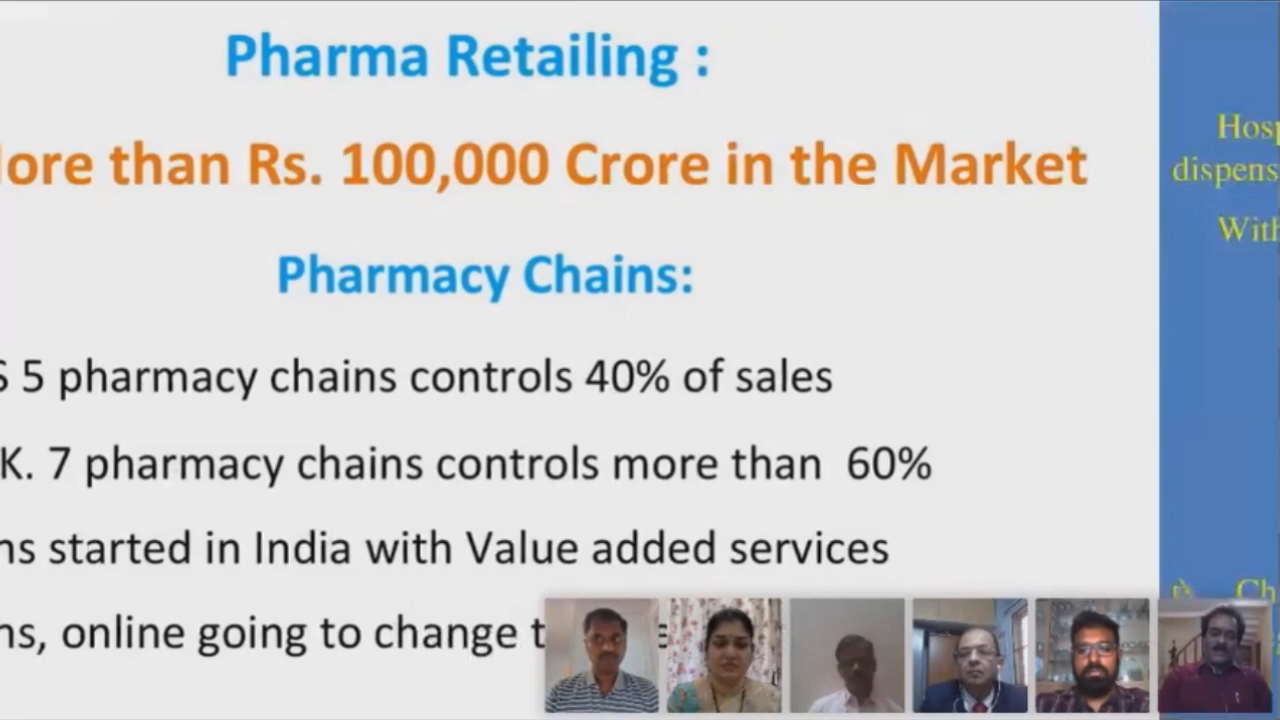 Pharma Retailing :
ore than Rs. 100,000 Crore in the Market
Pharmacy Chains:
5 pharmacy chains controls 40% of sales
K. 7 pharmacy chains controls more than 60%
ns started in India with Value added services
ns, online going to change
Hosp
dispens
With
Ch